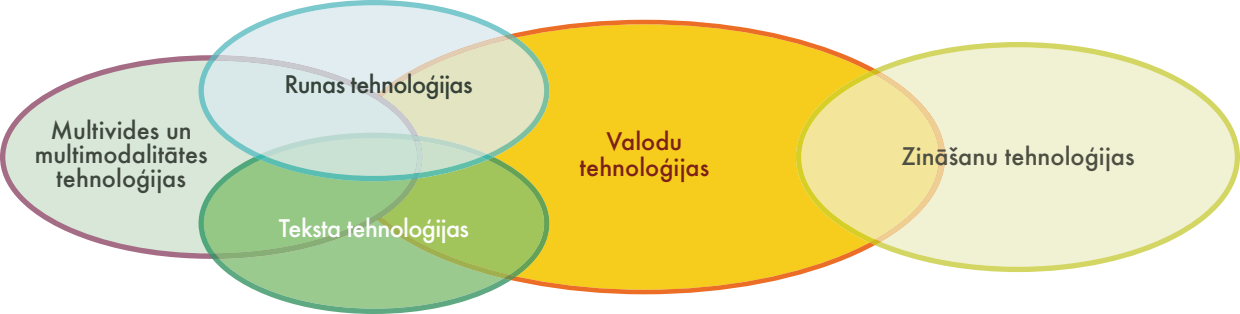 Runas tehnoloģijas
Multivides un
multimodalitātes
tehnoloģijas
Valodu
tehnoloģijas
Zināšanu tehnoloģijas
Teksta tehnoloģijas